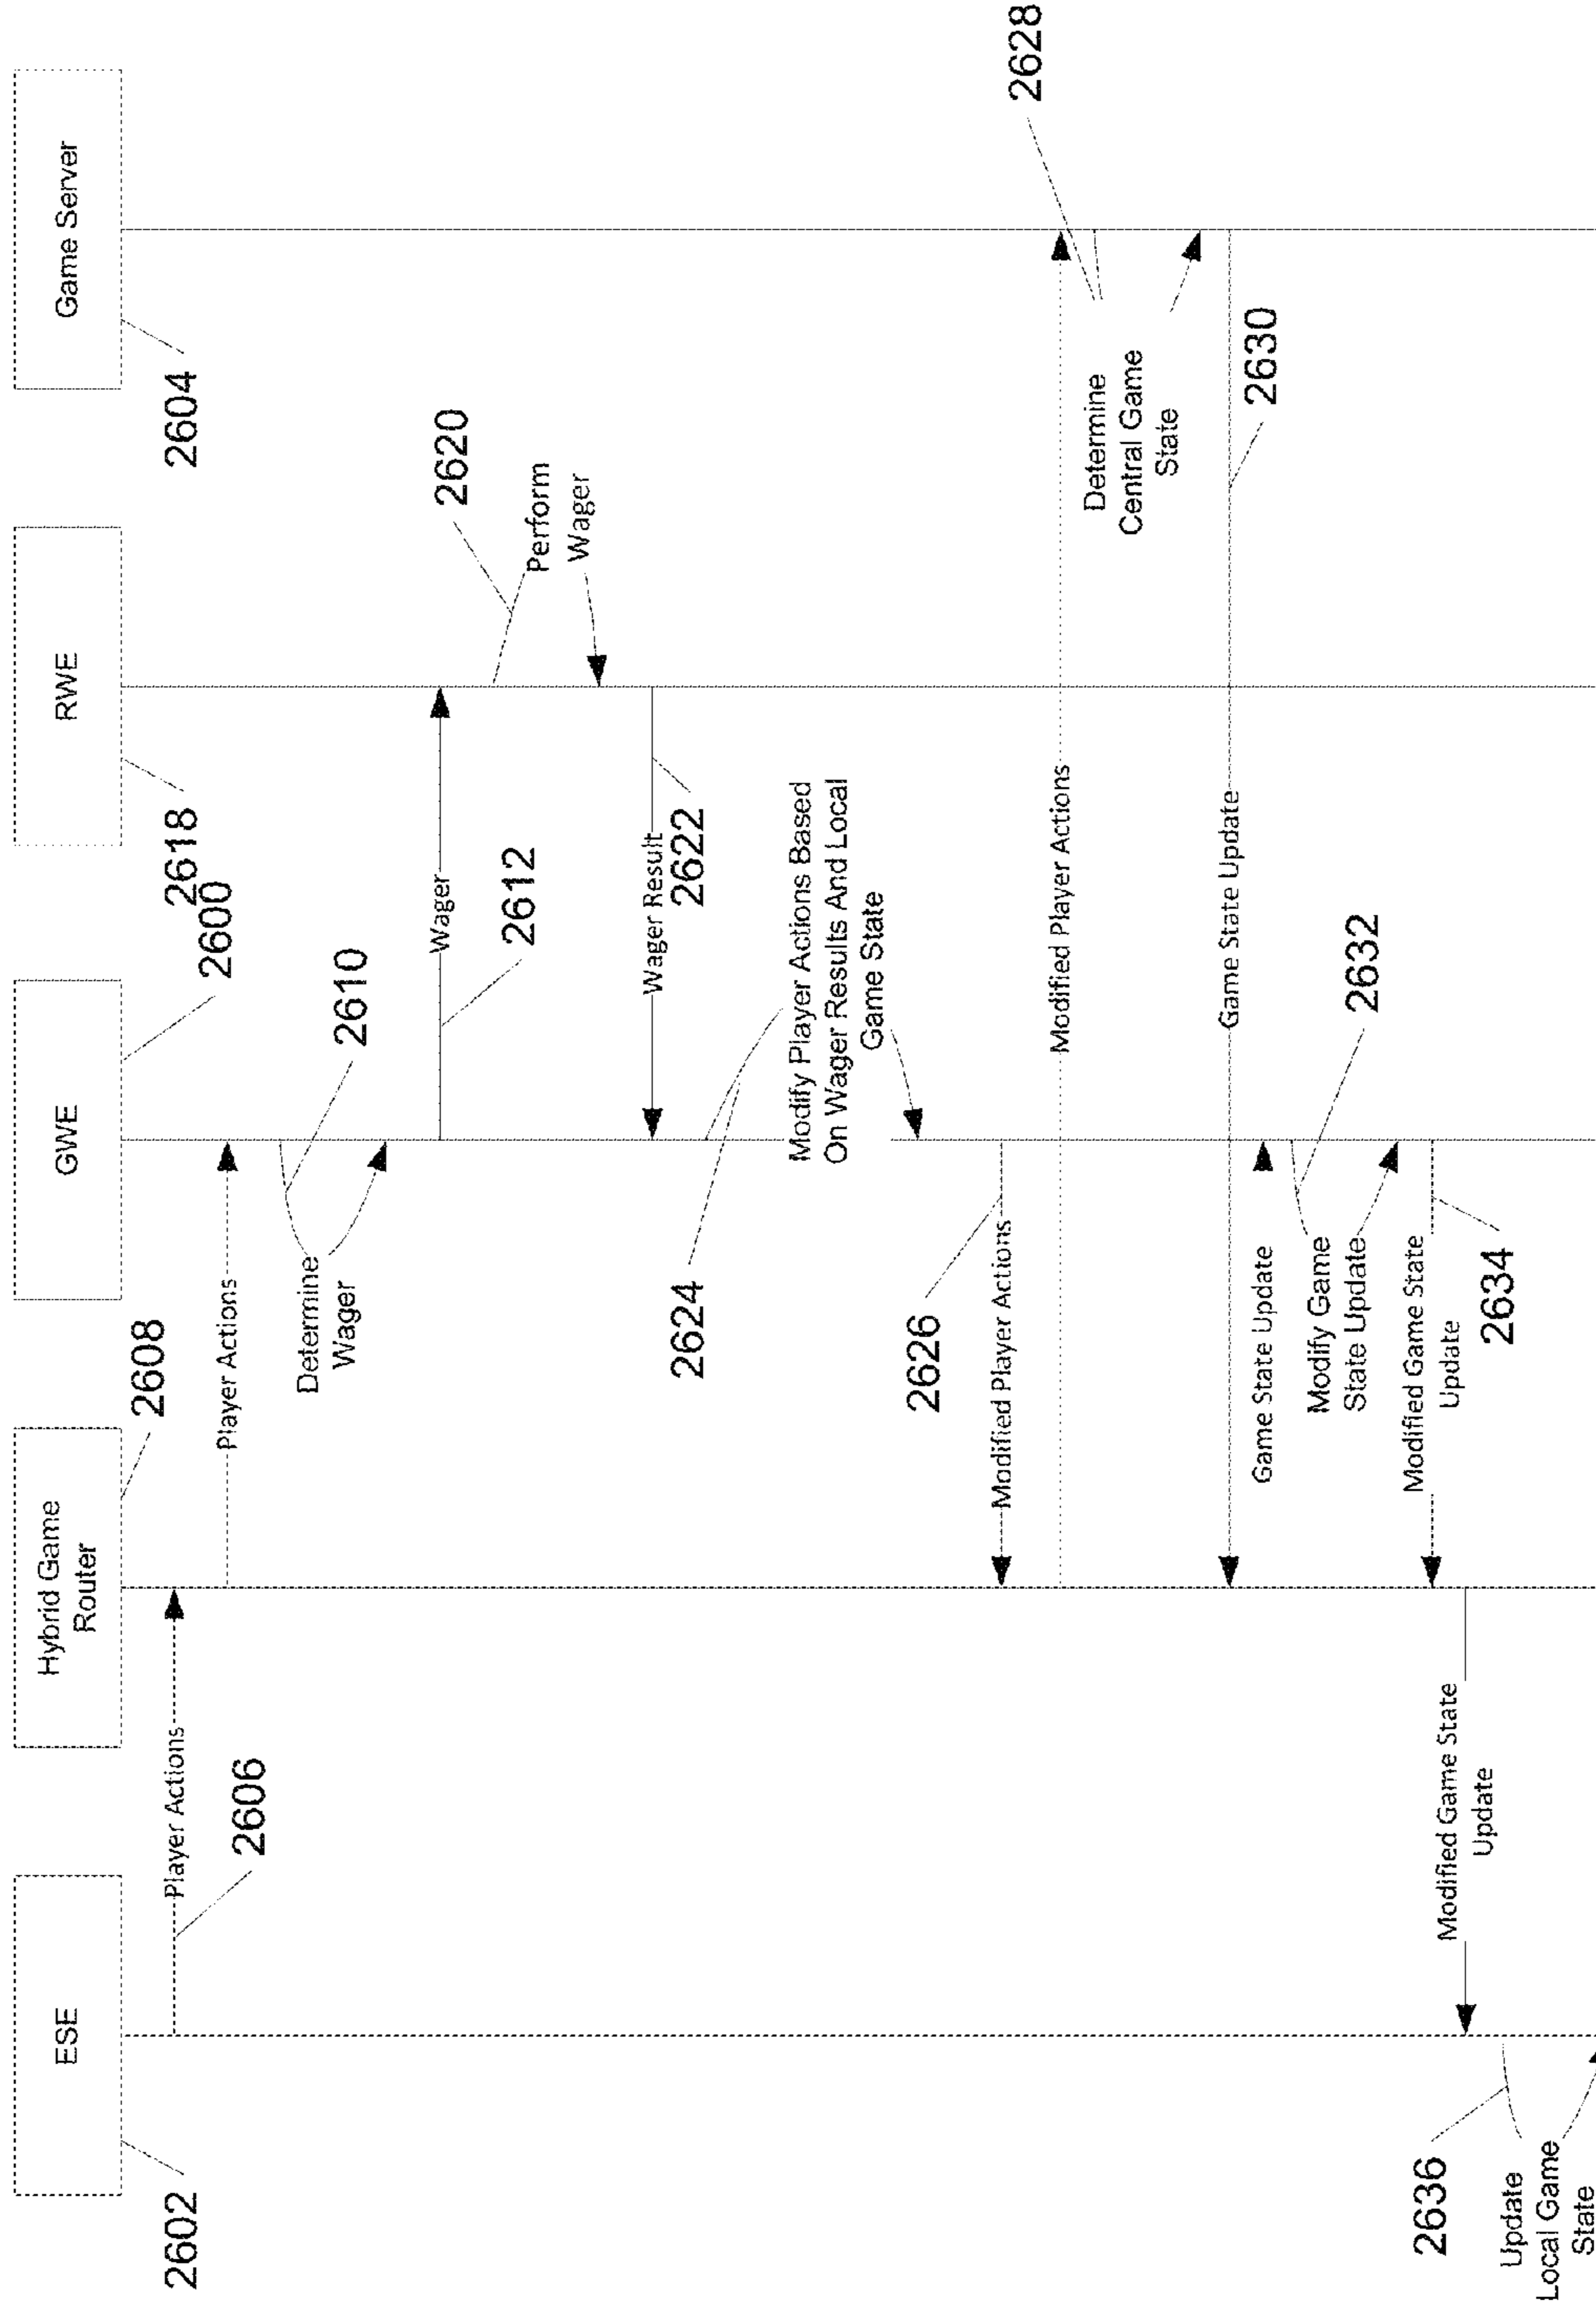 ESE
Hybrid Game
Router
GWE
RWE
Game Server
2602
2608
2600
2618
2604
Player Actions
2606
Player Actions
2610
Determine
Wager
Wager
2612
2620
Perform
Wager
Wager Result
2622
2624
Modify Player Actions Based
On Wager Results And Local
Game State
2626
Modified Player Actions
Modified Player Actions
2628
Determine
Central Game
State
Game State Update
2630
Game State Update
2632
Modify Game
State Update
Modified Game State
Update
2634
Modified Game State
Update
2636
Update
Local Game
State